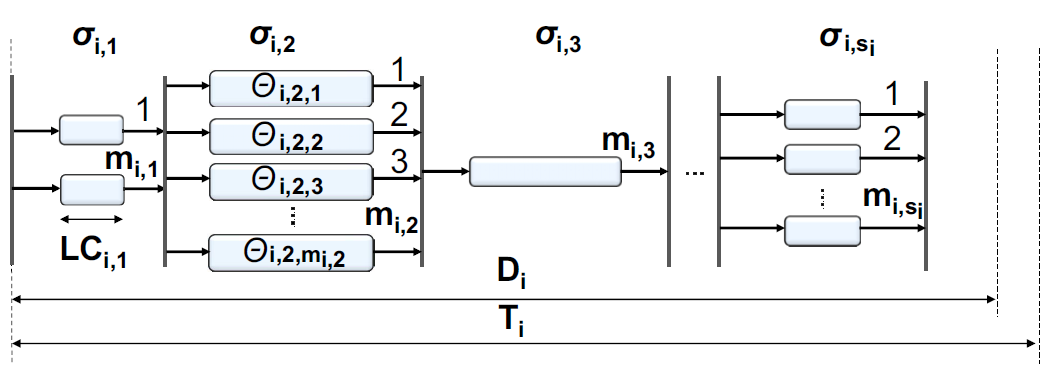 σi,1 σi,2 σi,3 σi,si
1 Θi,2,1 1 1
mi,1 Θi,2,2 2 mi,3 2
Θi,2,3 3 ...
LCi,1 Θi,2,mi,2 mi,2 mi,si
Di
Ti